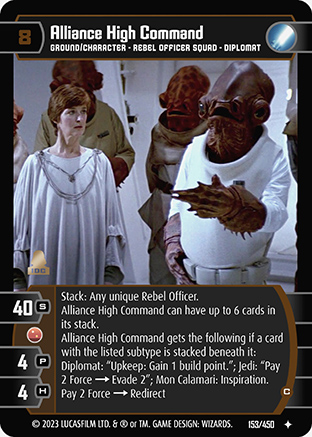 8
Alliance High Command
GROUND/CHARACTER • REBEL OFFICER SQUAD • DIPLOMAT
IDC
40 S
4 P
4 H
Stack: Any unique Rebel Officer.
Alliance High Command can have up to 6 cards in
its stack.
Alliance High Command gets the following if a card
with the listed subtype is stacked beneath it:
Diplomat: “Upkeep: Gain 1 build point.”; Jedi: “Pay
2 Force → Evade 2”; Mon Calamari: Inspiration.
Pay 2 Force → Redirect
C
© 2023 LUCASFILM LTD. & ® or TM. GAME DESIGN: WIZARDS.
153/450